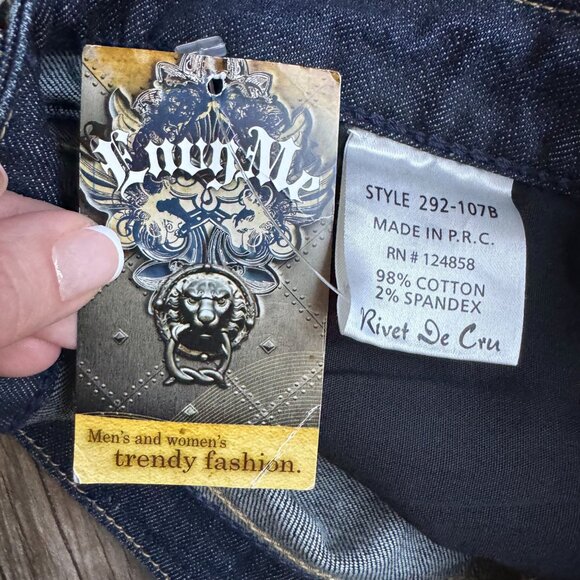 Envy Me
Men's and women's
trendy fashion.
STYLE 292-107B
MADE IN P.R.C.
RN # 124858
98% COTTON
2% SPANDEX
Rivet De Cru